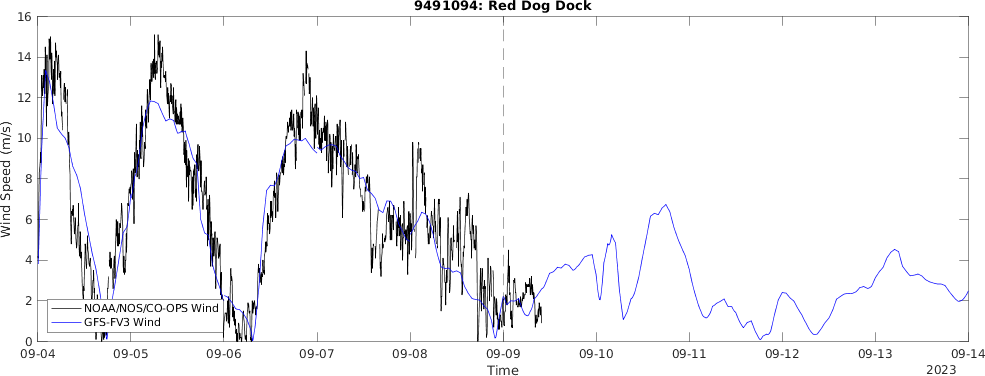 9491094: Red Dog Dock
16
14
12
10
8
6
4
2
0
Wind Speed (m/s)
NOAA/NOS/CO-OPS Wind
GFS-FV3 Wind
09-04 09-05 09-06 09-07 09-08 09-09 09-10 09-11 09-12 09-13 09-14
Time
2023